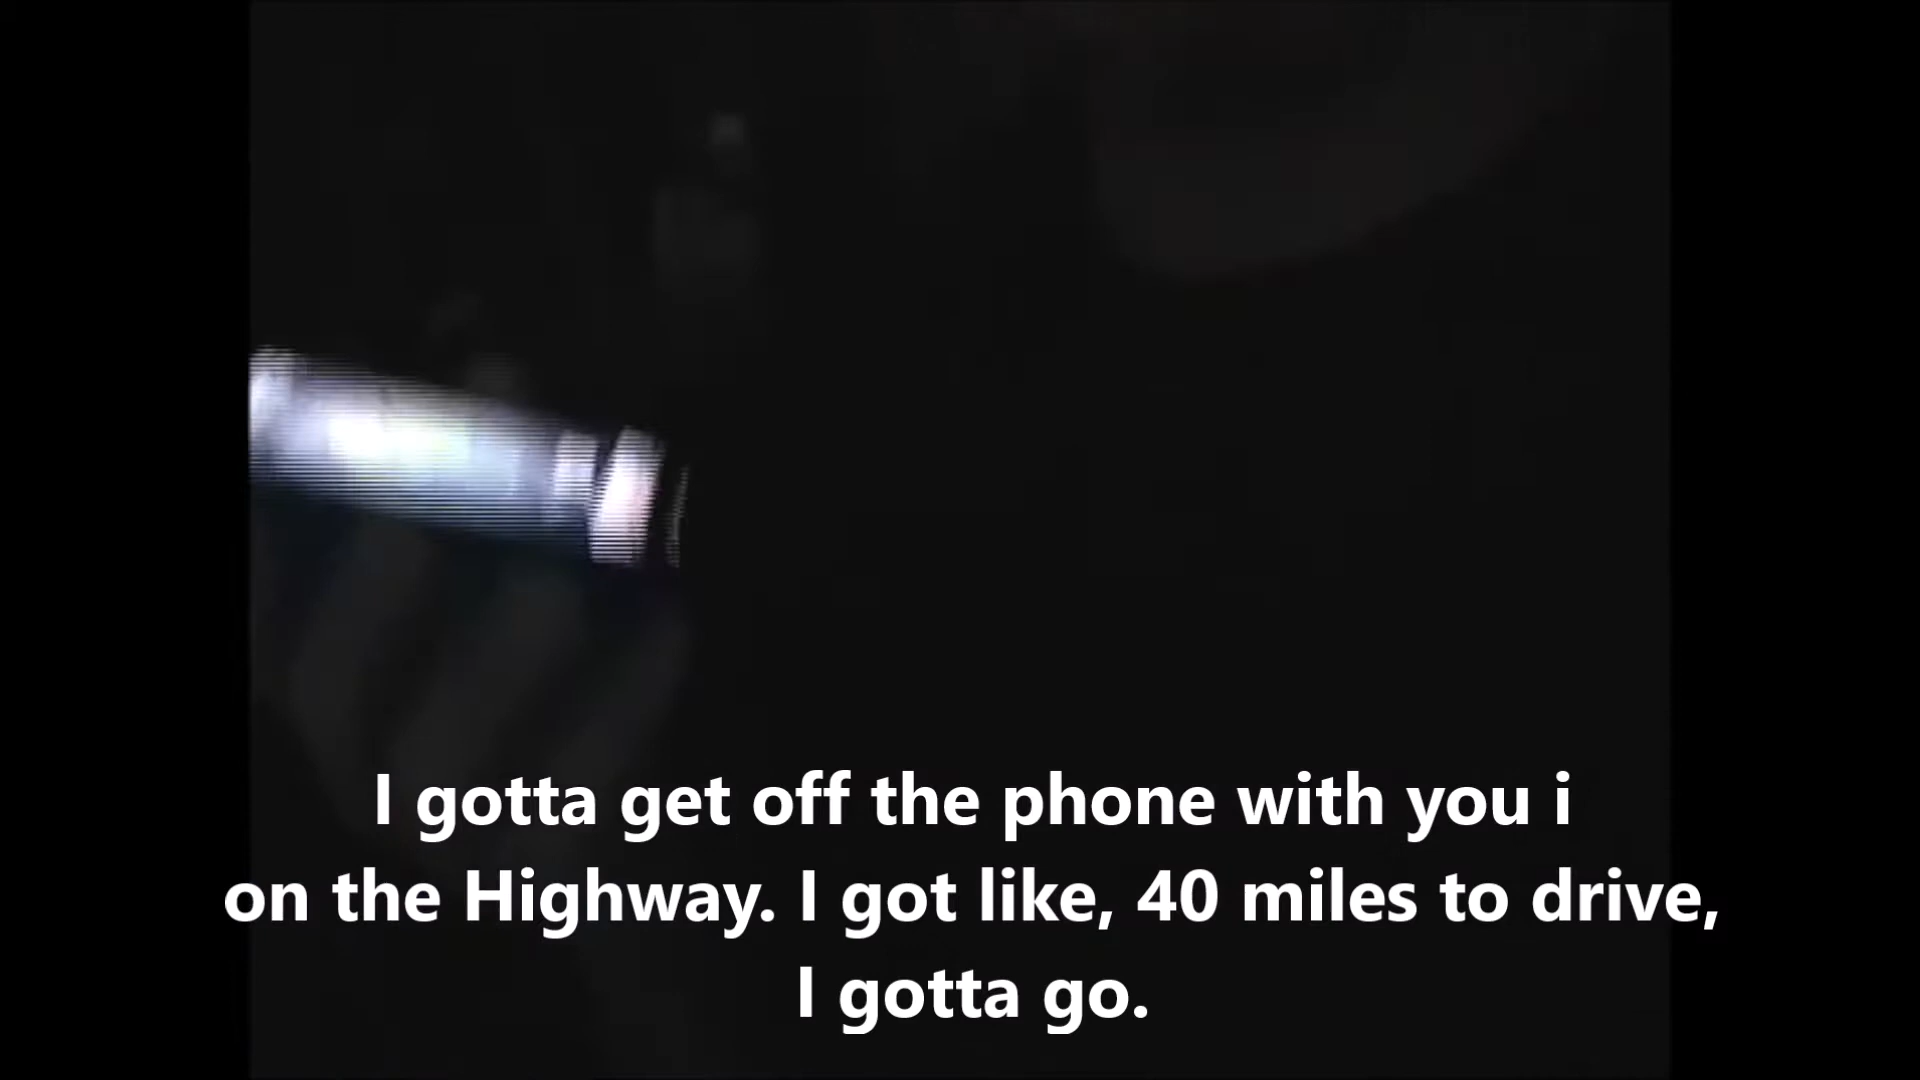 I gotta get off the phone with you i
on the Highway. I got like, 40 miles to drive,
I gotta go.